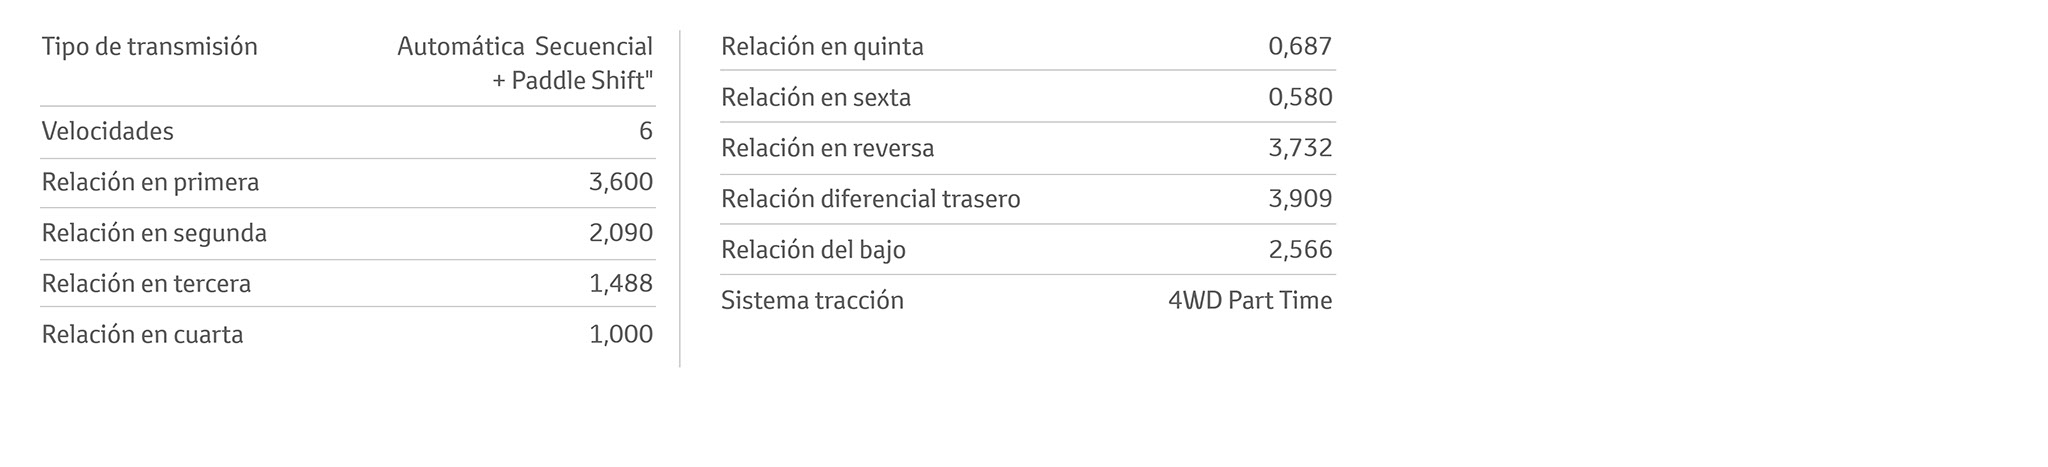 Tipo de transmisión Automática Secuencial
+ Paddle Shift"
Velocidades 6
Relación en primera 3,600
Relación en segunda 2,090
Relación en tercera 1,488
Relación en cuarta 1,000
Relación en quinta 0,687
Relación en sexta 0,580
Relación en reversa 3,732
Relación diferencial trasero 3,909
Relación del bajo 2,566
Sistema tracción 4WD Part Time